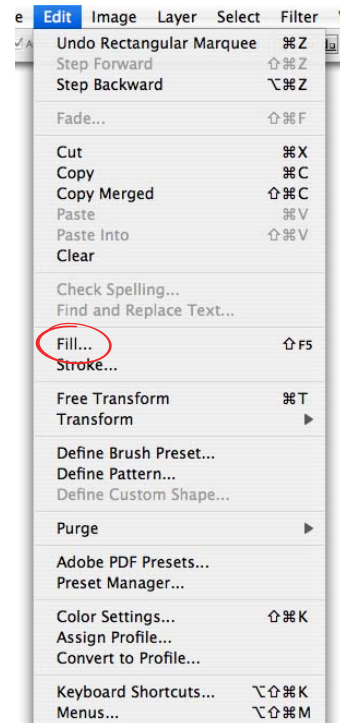 Edit Image Layer Select Filter
Undo Rectangular Marquee ⌘Z
Step Forward ⇧⌘Z
Step Backward ⌥⌘Z
Fade... ⇧⌘F
Cut ⌘X
Copy ⌘C
Copy Merged ⇧⌘C
Paste ⌘V
Paste Into ⇧⌘V
Clear
Check Spelling...
Find and Replace Text...
Fill... ⇧F5
Stroke...
Free Transform ⌘T
Transform ▶
Define Brush Preset...
Define Pattern...
Define Custom Shape...
Purge ▶
Adobe PDF Presets...
Preset Manager...
Color Settings... ⇧⌘K
Assign Profile...
Convert to Profile...
Keyboard Shortcuts... ⌥⇧⌘K
Menus... ⌥⇧⌘M